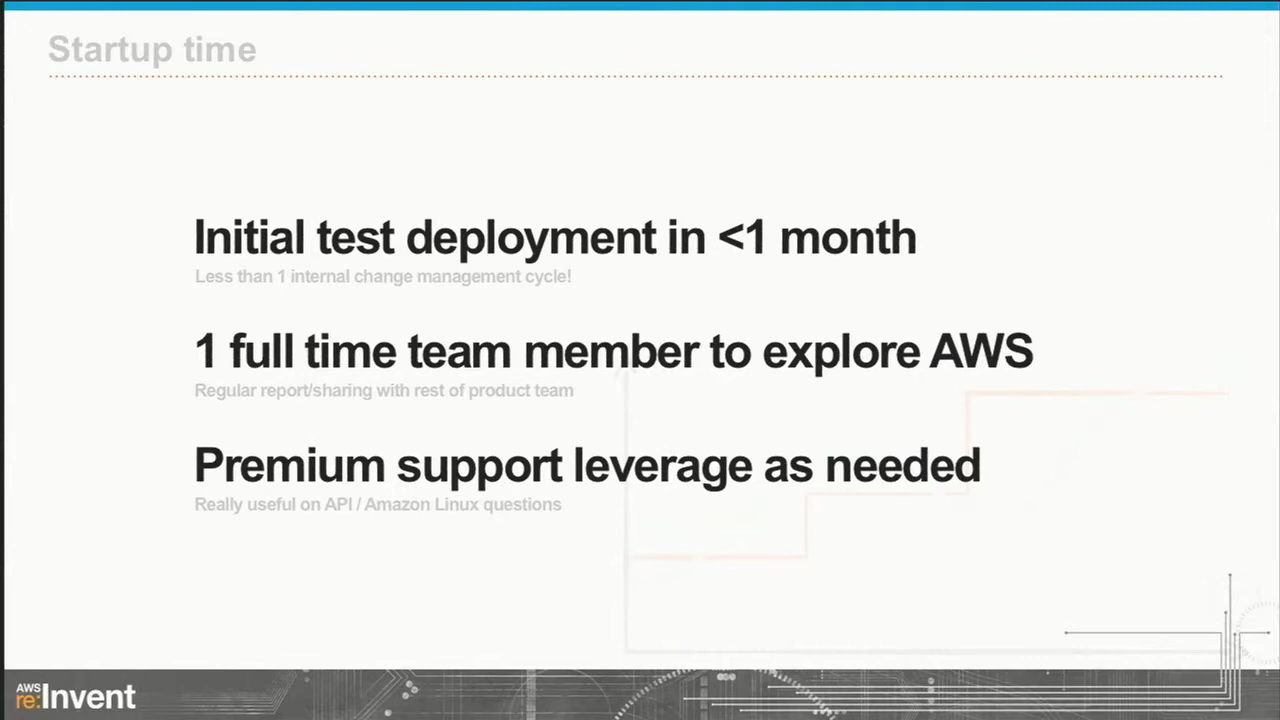 Startup time
Initial test deployment in <1 month
Less than 1 internal change management cycle!
1 full time team member to explore AWS
Regular report/sharing with rest of product team
Premium support leverage as needed
Really useful on API / Amazon Linux questions
AWS
re:Invent